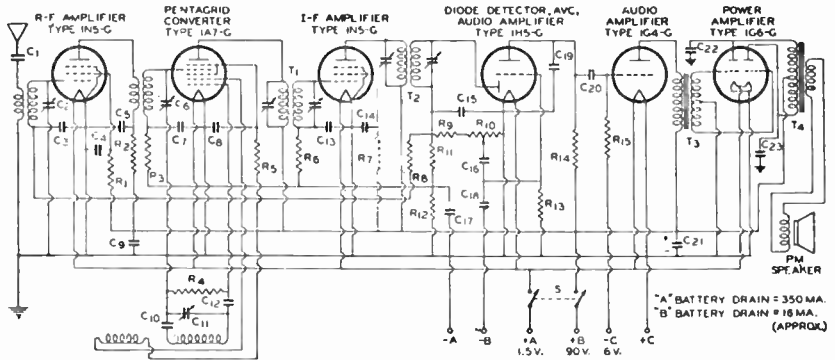 R-F AMPLIFIER
TYPE 1N5-G
PENTAGRID
CONVERTER
TYPE 1A7-G
I-F AMPLIFIER
TYPE 1N5-G
DIODE DETECTOR, AVC,
AUDIO AMPLIFIER
TYPE 1H5-G
AUDIO
AMPLIFIER
TYPE 1G4-G
POWER
AMPLIFIER
TYPE 1G6-G
C1
C2
C3
C4
C5
R1
R2
C9
R3
C6
C7
C8
R5
R4
C10
C11
C12
T1
R6
C13
C14
R7
T2
R8
R9
R10
R11
R12
C15
C16
C17
C18
C19
R13
R14
C20
R15
T3
C21
+
-
C22
C23
T4
PM
SPEAKER
S
-A
-B
+A
1.5 V.
+B
90 V.
-C
6 V.
+C
"A" BATTERY DRAIN = 350 MA.
"B" BATTERY DRAIN = 16 MA.
(APPROX.)